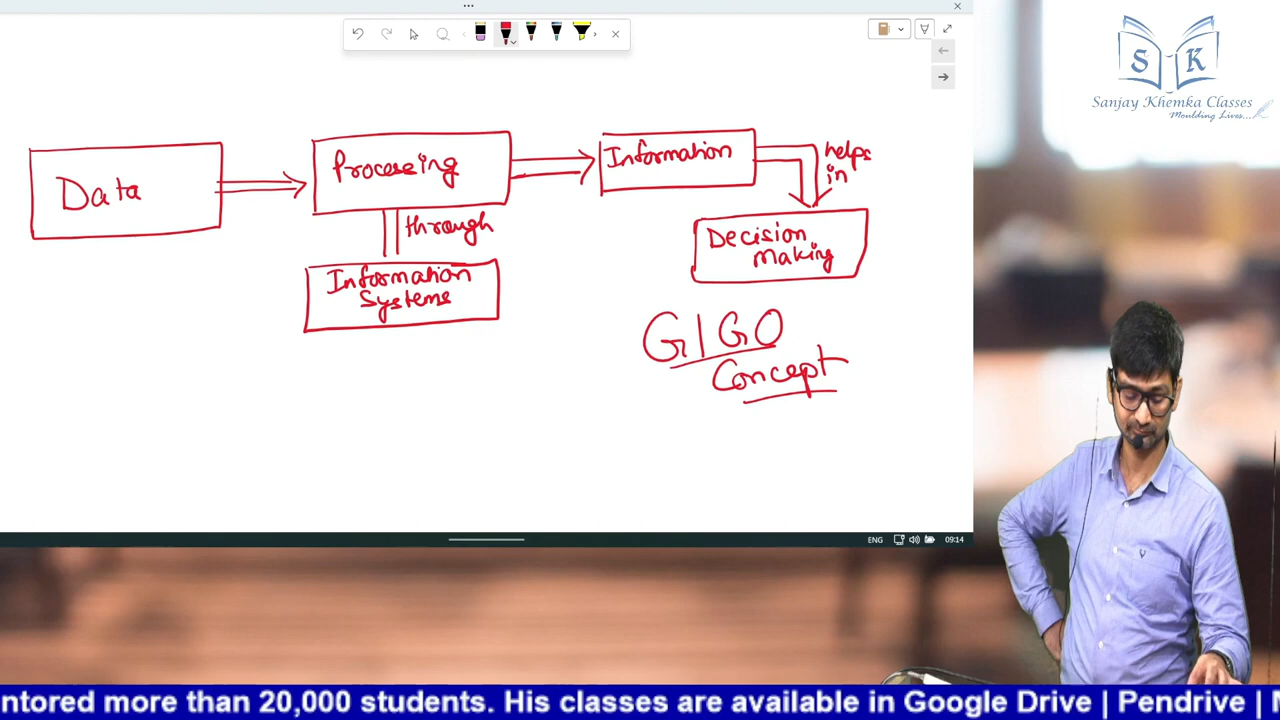 S K
Sanjay Khemka Classes
Moulding Lives...
Data
Processing
Information
helps
in
through
Decision
Making
Information
Systems
GIGO
Concept
ENG
09:14
ntored more than 20,000 students. His classes are available in Google Drive | Pendrive |